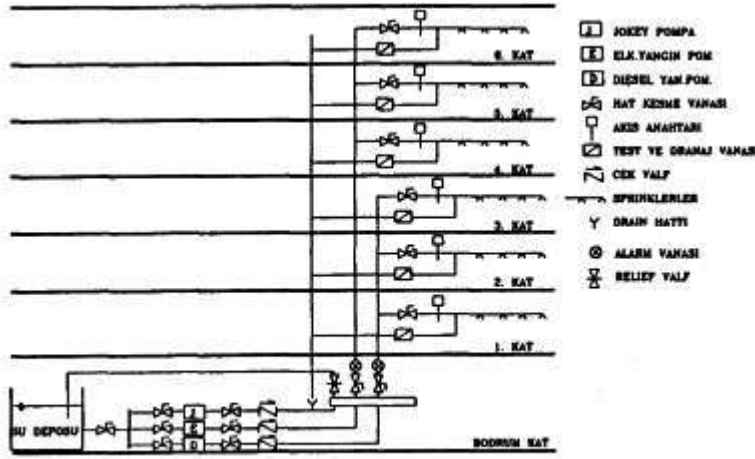 6. KAT
5. KAT
4. KAT
3. KAT
2. KAT
1. KAT
BODRUM KAT
SU DEPOSU
J
E
D
J JOKEY POMPA
E ELK.YANGIN POM
D DIESEL YAN.POM.
HAT KESME VANASI
AKIS ANAHTARI
TEST VE DRANAJ VANASI
CEK VALF
SPRINKLERLER
DRAIN HATTI
ALARM VANASI
RELIEF VALF